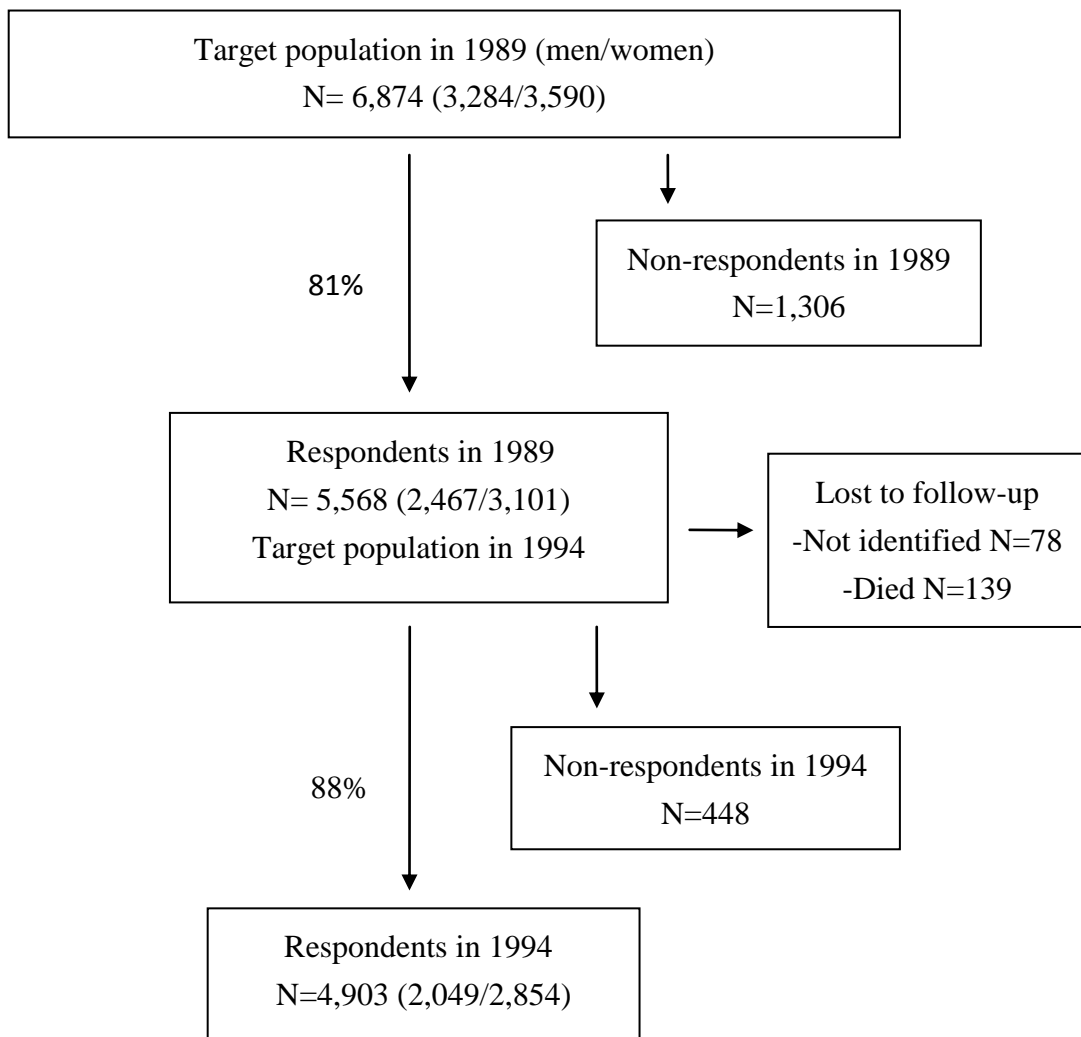 Target population in 1989 (men/women)
N= 6,874 (3,284/3,590)
Non-respondents in 1989
N=1,306
81%
Respondents in 1989
N= 5,568 (2,467/3,101)
Target population in 1994
Lost to follow-up
-Not identified N=78
-Died N=139
Non-respondents in 1994
N=448
88%
Respondents in 1994
N=4,903 (2,049/2,854)